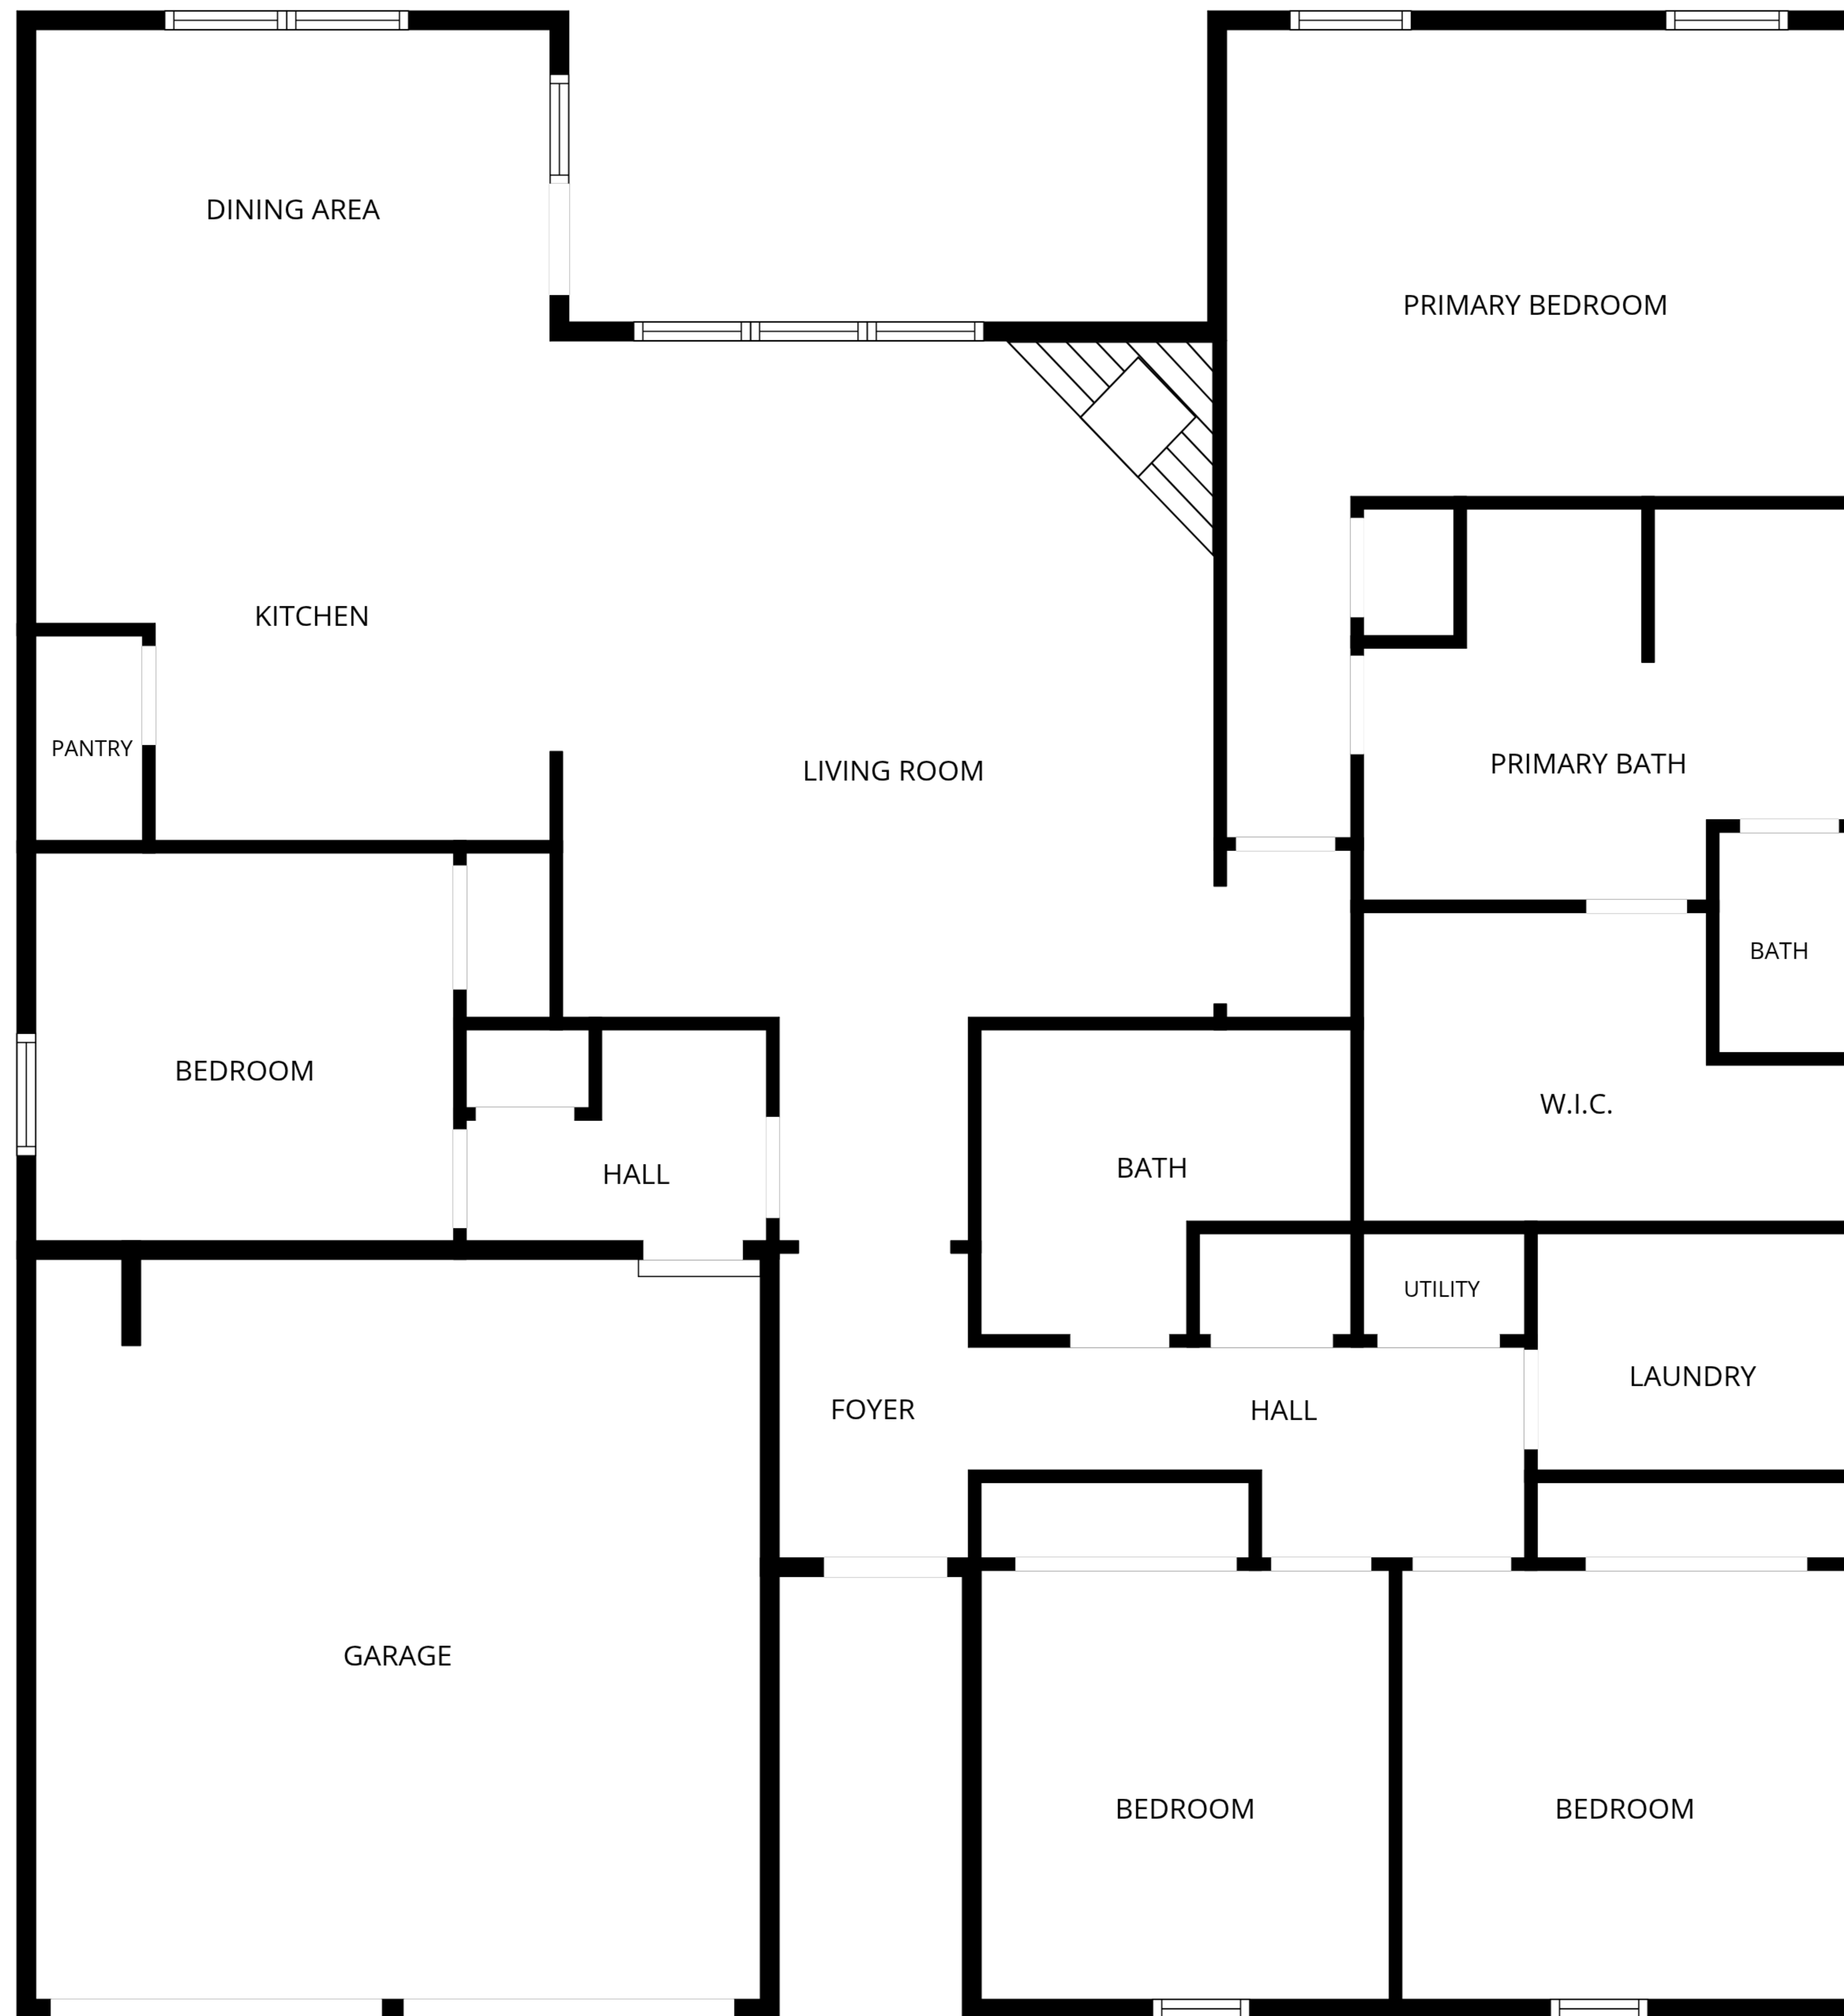 DINING AREA
PRIMARY BEDROOM
KITCHEN
PANTRY
LIVING ROOM
PRIMARY BATH
BATH
BEDROOM
W.I.C.
HALL
BATH
UTILITY
LAUNDRY
FOYER
HALL
GARAGE
BEDROOM
BEDROOM